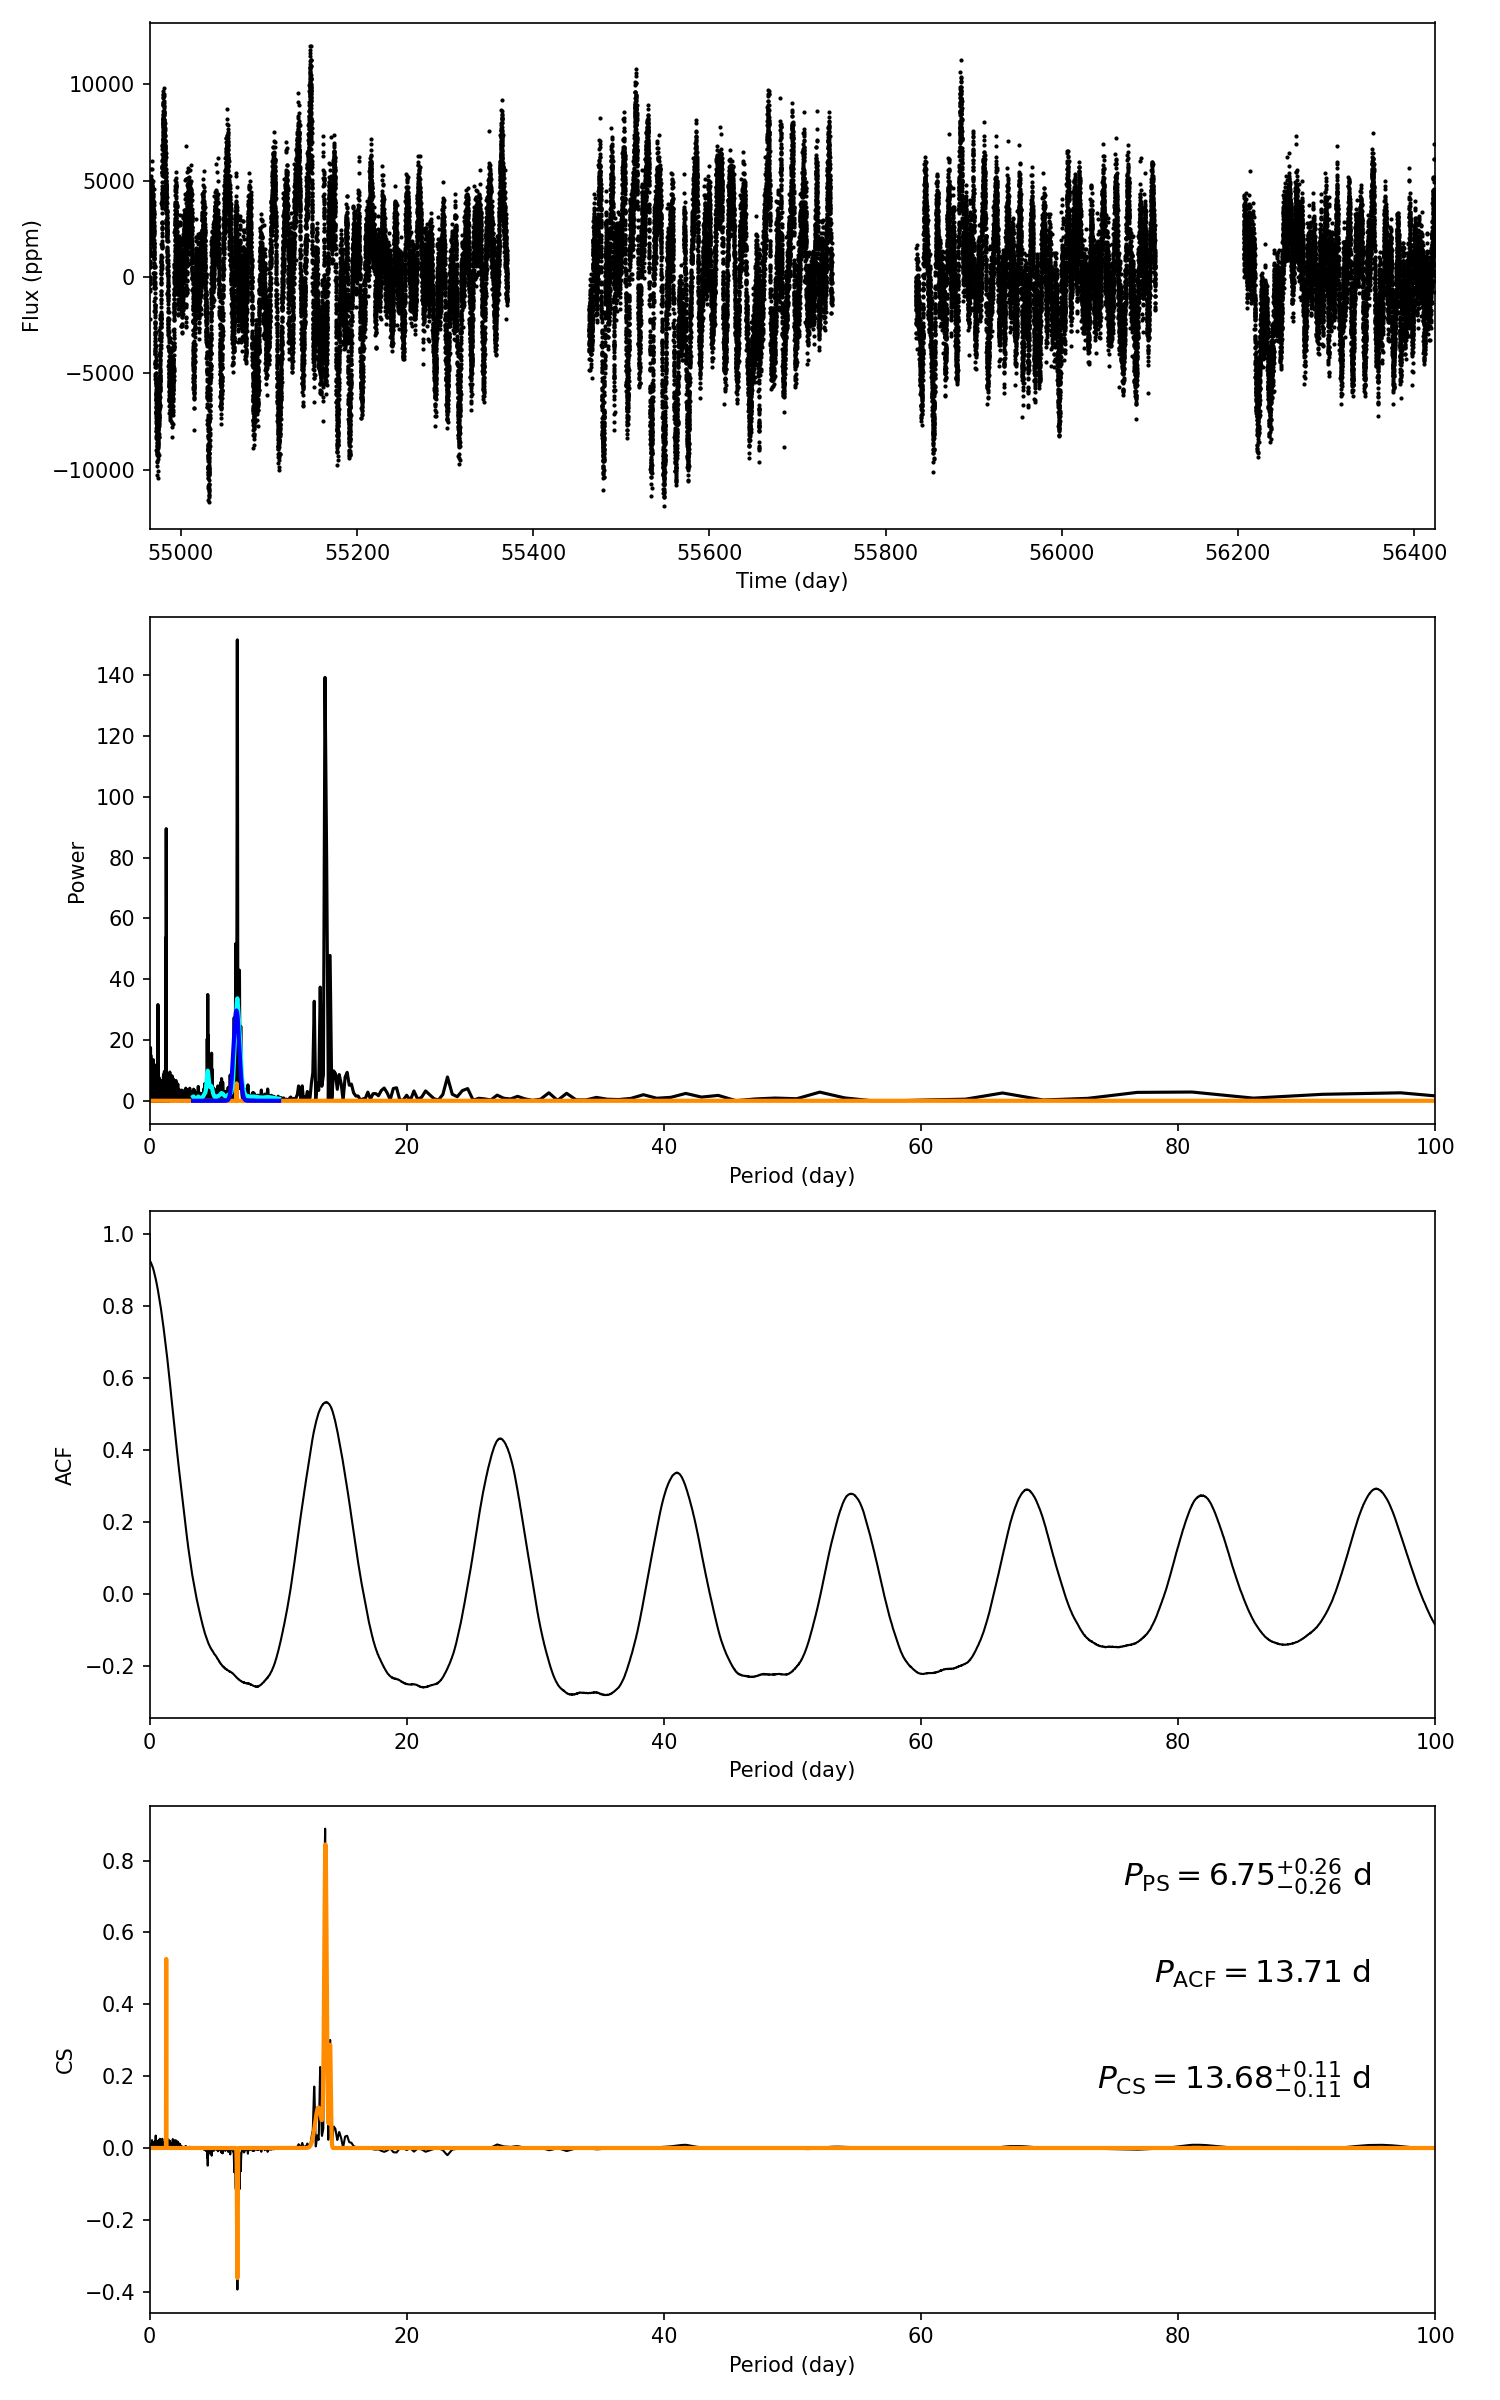 10000
5000
0
−5000
−10000
Flux (ppm)
55000 55200 55400 55600 55800 56000 56200 56400
Time (day)
140
120
100
80
60
40
20
0
Power
0 20 40 60 80 100
Period (day)
1.0
0.8
0.6
0.4
0.2
0.0
−0.2
ACF
0 20 40 60 80 100
Period (day)
0.8
0.6
0.4
0.2
0.0
−0.2
−0.4
CS
P_PS = 6.75^{+0.26}_{−0.26} d
P_ACF = 13.71 d
P_CS = 13.68^{+0.11}_{−0.11} d
0 20 40 60 80 100
Period (day)